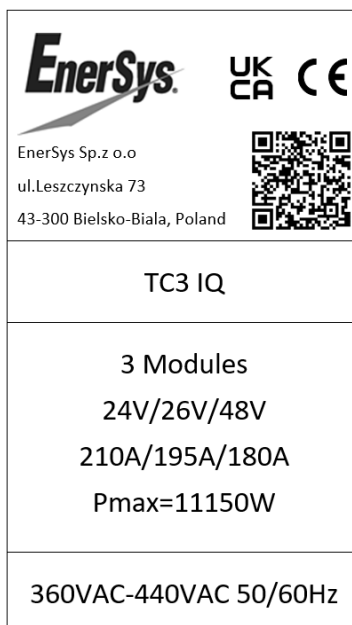 EnerSys.
UK
CA
CE
EnerSys Sp.z o.o
ul.Leszczynska 73
43-300 Bielsko-Biala, Poland
TC3 IQ
3 Modules
24V/26V/48V
210A/195A/180A
Pmax=11150W
360VAC-440VAC 50/60Hz